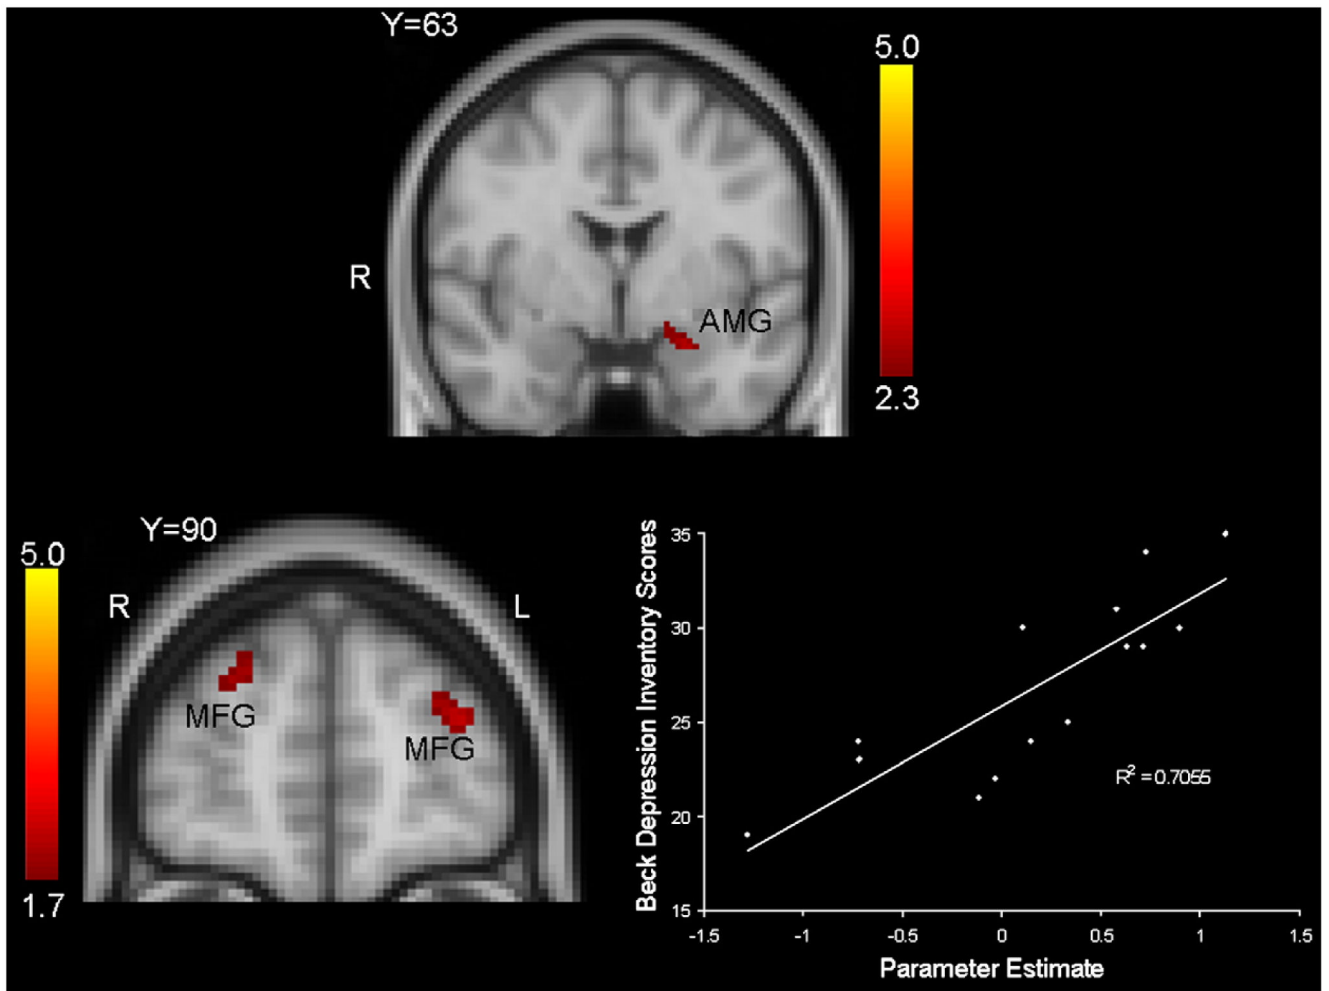 Y=63
5.0
R
AMG
2.3
Y=90
5.0
R
L
MFG
MFG
1.7
Beck Depression Inventory Scores
35
30
25
20
15
R² = 0.7055
-1.5 -1 -0.5 0 0.5 1 1.5
Parameter Estimate